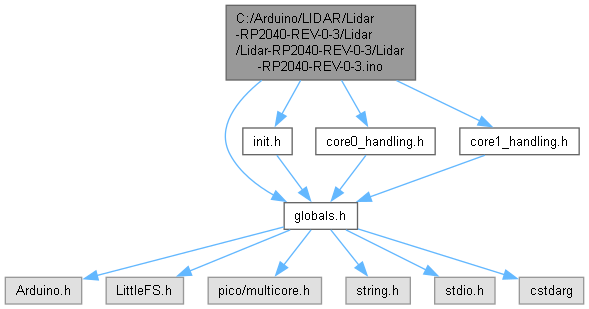 C:/Arduino/LIDAR/Lidar
-RP2040-REV-0-3/Lidar
/Lidar-RP2040-REV-0-3/Lidar
-RP2040-REV-0-3.ino
init.h
core0_handling.h
core1_handling.h
globals.h
Arduino.h
LittleFS.h
pico/multicore.h
string.h
stdio.h
cstdarg